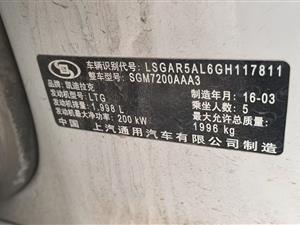 车辆识别代号: LSGAR5AL6GH117811
整车型号: SGM7200AAA3
品牌: 凯迪拉克 制造年月: 16-03
发动机型号: LTG 乘坐人数: 5
发动机排量: 1.998 L 最大允许总质量:
发动机最大净功率: 200 kW 1996 kg
中国 上汽通用汽车有限公司制造